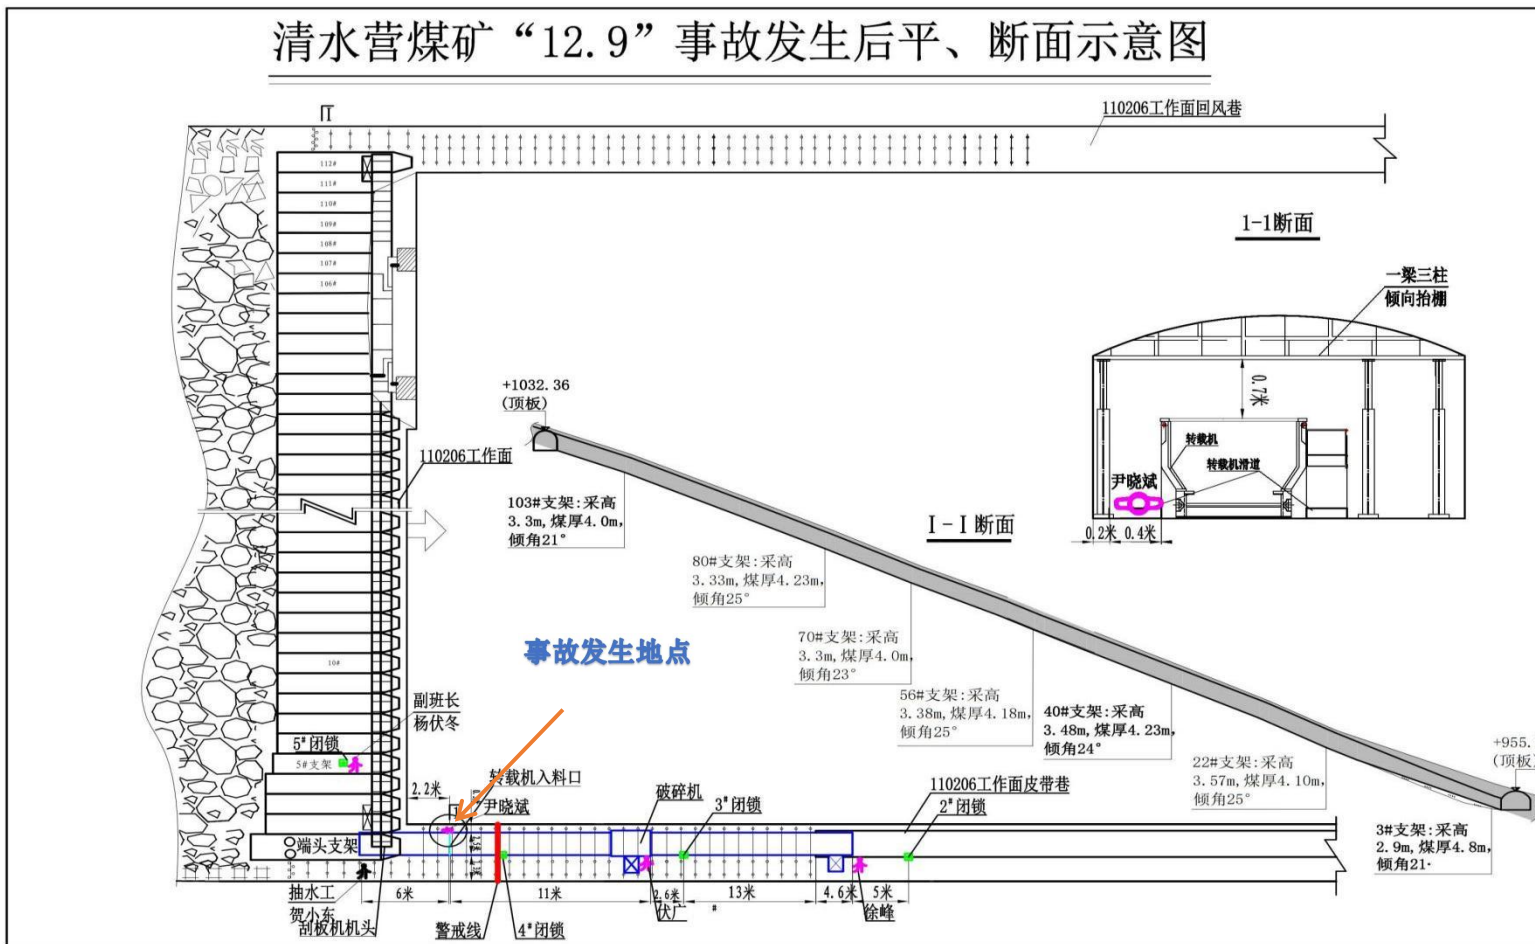 清水营煤矿“12.9”事故发生后平、断面示意图
110206工作面回风巷
112#
111#
110#
109#
108#
107#
106#
1-1断面
一梁三柱
倾向抬棚
0.7米
转载机
转载机滑道
尹晓斌
0.2米
0.4米
+1032.36
(顶板)
110206工作面
103#支架:采高
3.3m,煤厚4.0m,
倾角21°
I-I断面
80#支架:采高
3.33m,煤厚4.23m,
倾角25°
70#支架:采高
3.3m,煤厚4.0m,
倾角23°
56#支架:采高
3.38m,煤厚4.18m,
倾角25°
40#支架:采高
3.48m,煤厚4.23m,
倾角24°
22#支架:采高
3.57m,煤厚4.10m,
倾角25°
3#支架:采高
2.9m,煤厚4.8m,
倾角21·
+955.
(顶板)
事故发生地点
10#
副班长
杨伏冬
5#闭锁
5#支架
2.2米
转载机入料口
尹晓斌
破碎机
3#闭锁
110206工作面皮带巷
2#闭锁
端头支架
抽水工
贺小东
刮板机机头
6米
11米
2.6米
13米
4.6米
5米
警戒线
4#闭锁
伏广
#
徐峰